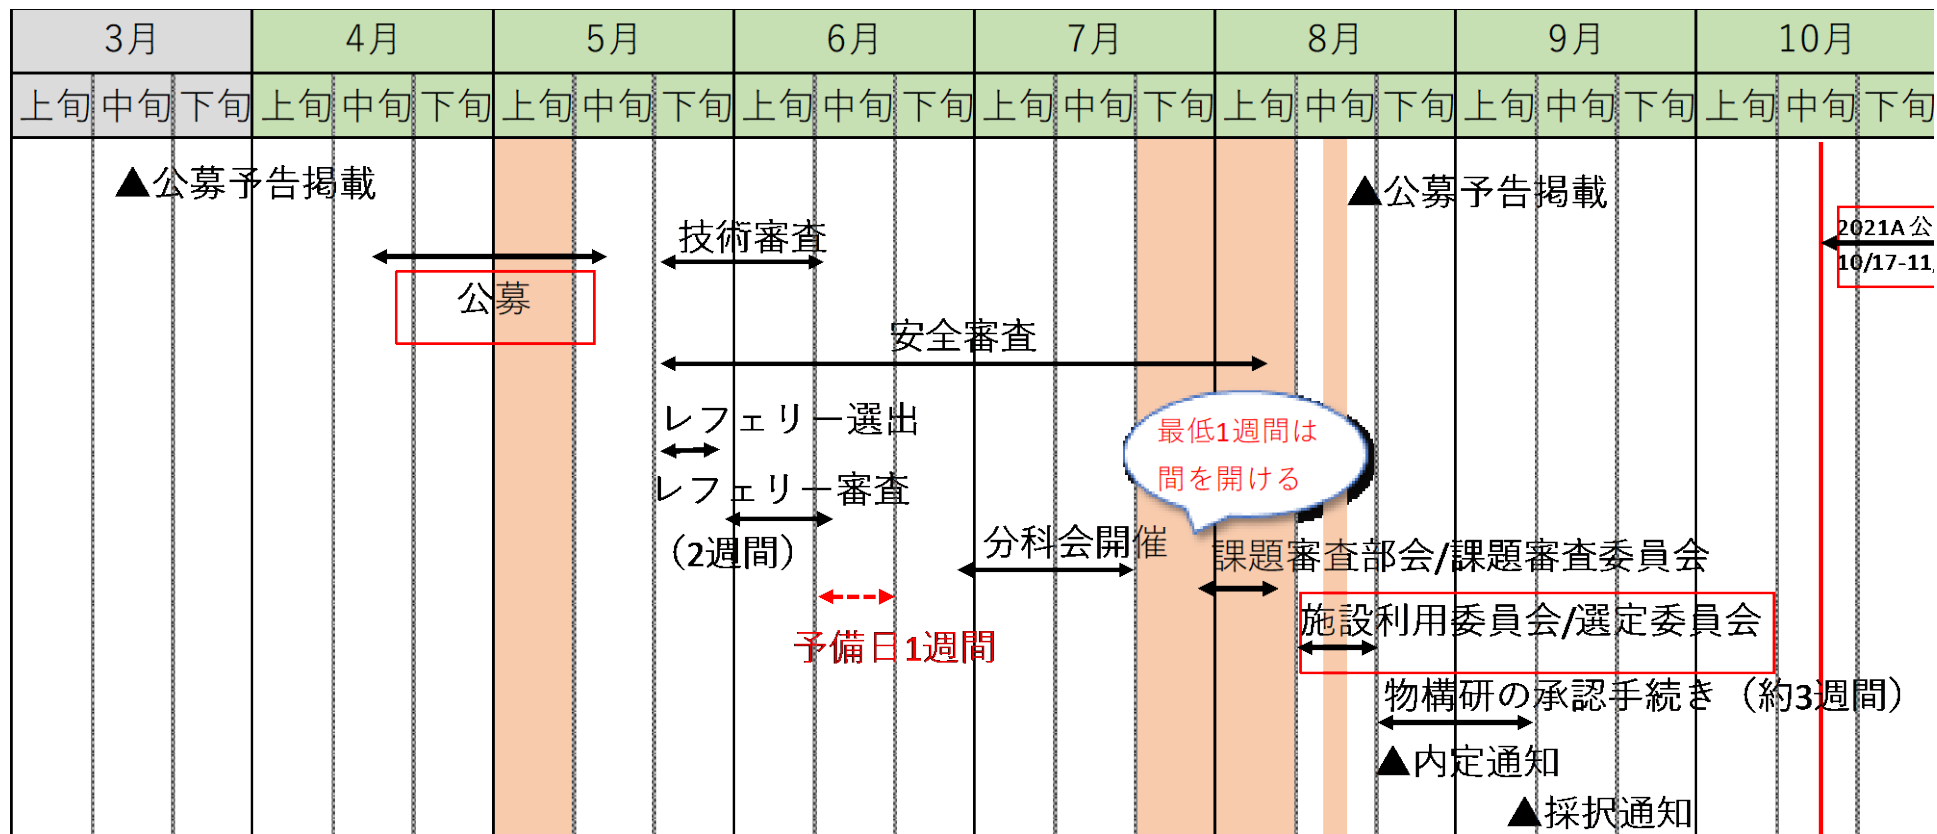 3月 4月 5月 6月 7月 8月 9月 10月
上旬 中旬 下旬 上旬 中旬 下旬 上旬 中旬 下旬 上旬 中旬 下旬 上旬 中旬 下旬 上旬 中旬 下旬 上旬 中旬 下旬 上旬 中旬 下旬
▲公募予告掲載
▲公募予告掲載
技術審査
2021A 公
10/17-11/
公募
安全審査
レフェリー選出
最低1週間は
間を開ける
レフェリー審査
（2週間）
分科会開催
課題審査部会/課題審査委員会
予備日1週間
施設利用委員会/選定委員会
物構研の承認手続き（約3週間）
▲内定通知
▲採択通知